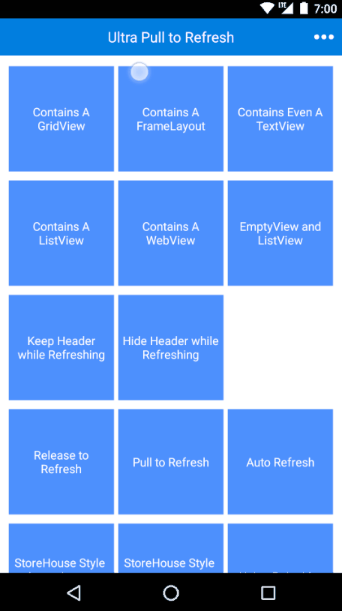 LTE 7:00
Ultra Pull to Refresh
Contains A
GridView
Contains A
FrameLayout
Contains Even A
TextView
Contains A
ListView
Contains A
WebView
EmptyView and
ListView
Keep Header
while Refreshing
Hide Header while
Refreshing
Release to
Refresh
Pull to Refresh
Auto Refresh
StoreHouse Style
StoreHouse Style